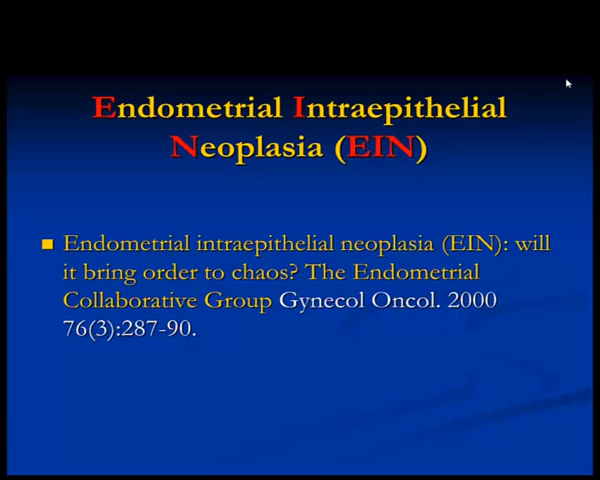 Endometrial Intraepithelial
Neoplasia (EIN)
Endometrial intraepithelial neoplasia (EIN): will
it bring order to chaos? The Endometrial
Collaborative Group Gynecol Oncol. 2000
76(3):287-90.